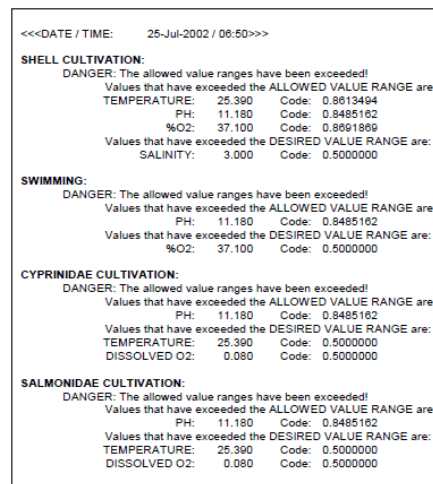 <<<DATE / TIME: 25-Jul-2002 / 06:50>>>
SHELL CULTIVATION:
DANGER: The allowed value ranges have been exceeded!
Values that have exceeded the ALLOWED VALUE RANGE are
TEMPERATURE: 25.390 Code: 0.8613494
PH: 11.180 Code: 0.8485162
%O2: 37.100 Code: 0.8691869
Values that have exceeded the DESIRED VALUE RANGE are:
SALINITY: 3.000 Code: 0.5000000
SWIMMING:
DANGER: The allowed value ranges have been exceeded!
Values that have exceeded the ALLOWED VALUE RANGE are
PH: 11.180 Code: 0.8485162
Values that have exceeded the DESIRED VALUE RANGE are:
%O2: 37.100 Code: 0.5000000
CYPRINIDAE CULTIVATION:
DANGER: The allowed value ranges have been exceeded!
Values that have exceeded the ALLOWED VALUE RANGE are
PH: 11.180 Code: 0.8485162
Values that have exceeded the DESIRED VALUE RANGE are:
TEMPERATURE: 25.390 Code: 0.5000000
DISSOLVED O2: 0.080 Code: 0.5000000
SALMONIDAE CULTIVATION:
DANGER: The allowed value ranges have been exceeded!
Values that have exceeded the ALLOWED VALUE RANGE are
PH: 11.180 Code: 0.8485162
Values that have exceeded the DESIRED VALUE RANGE are:
TEMPERATURE: 25.390 Code: 0.5000000
DISSOLVED O2: 0.080 Code: 0.5000000